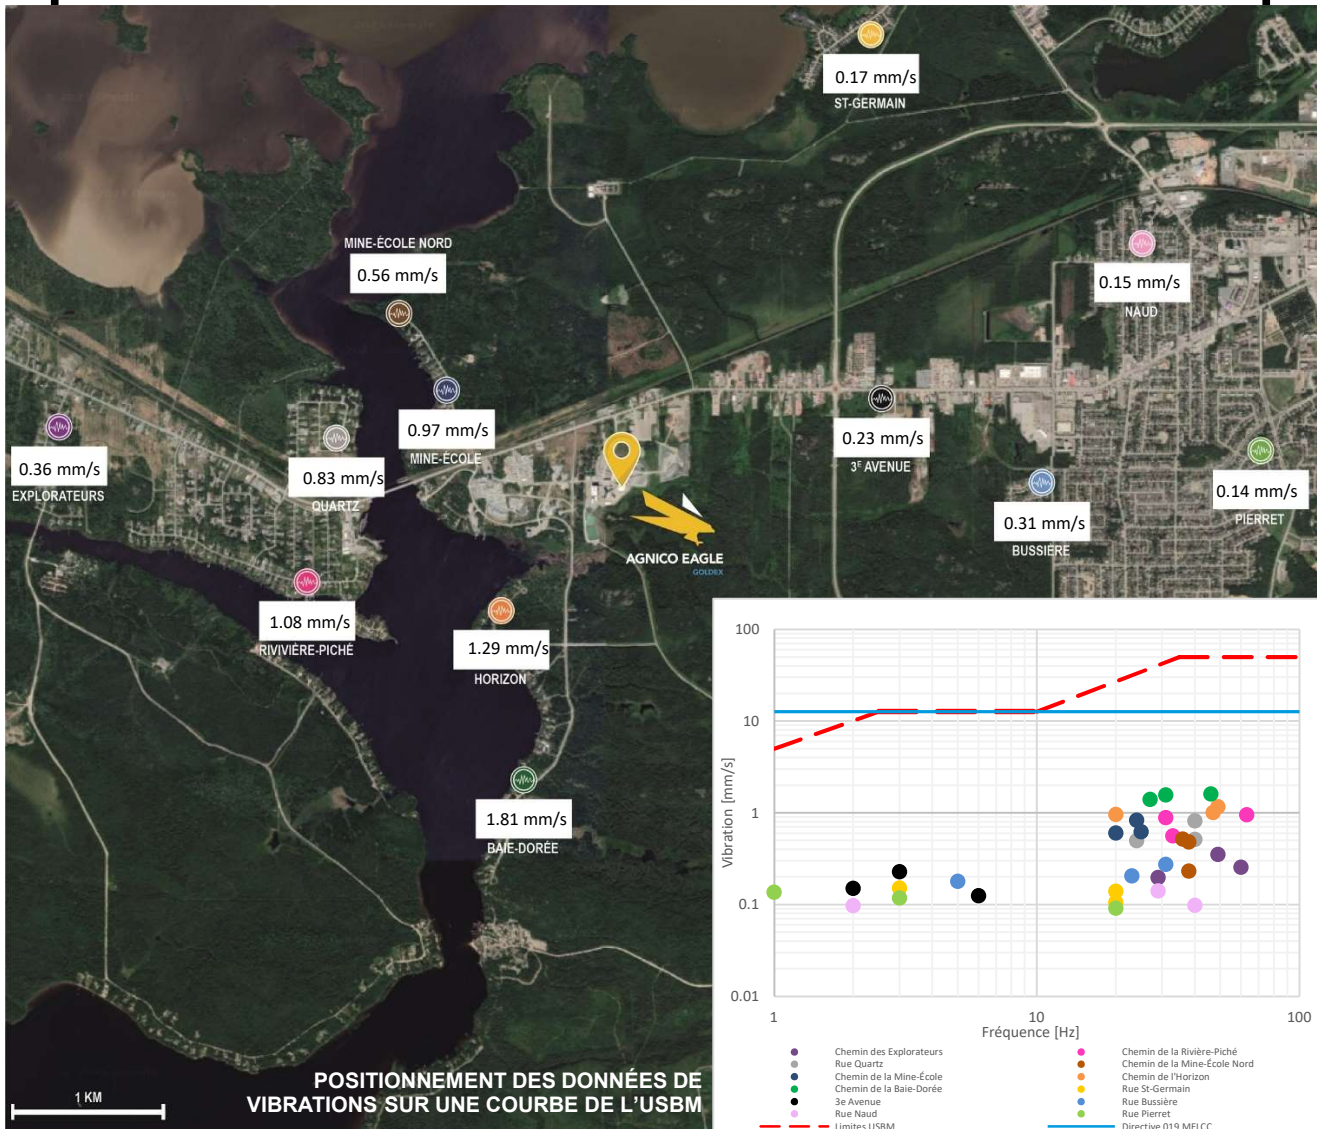 0.17 mm/s
ST-GERMAIN
MINE-ÉCOLE NORD
0.56 mm/s
0.15 mm/s
NAUD
0.97 mm/s
MINE-ÉCOLE
0.36 mm/s
EXPLORATEURS
0.83 mm/s
QUARTZ
0.23 mm/s
3E AVENUE
0.31 mm/s
BUSSIÈRE
0.14 mm/s
PIERRET
AGNICO EAGLE
GOLDEX
1.08 mm/s
RIVIVIÈRE-PICHÉ
1.29 mm/s
HORIZON
1.81 mm/s
BAIE-DORÉE
POSITIONNEMENT DES DONNÉES DE
VIBRATIONS SUR UNE COURBE DE L'USBM
1 KM
100
10
1
0.1
0.01
Vibration [mm/s]
1
10
100
Fréquence [Hz]
Chemin des Explorateurs
Chemin de la Rivière-Piché
Rue Quartz
Chemin de la Mine-École Nord
Chemin de la Mine-École
Chemin de l'Horizon
Chemin de la Baie-Dorée
Rue St-Germain
3e Avenue
Rue Bussière
Rue Naud
Rue Pierret
Limites USBM
Directive 019 MELCC